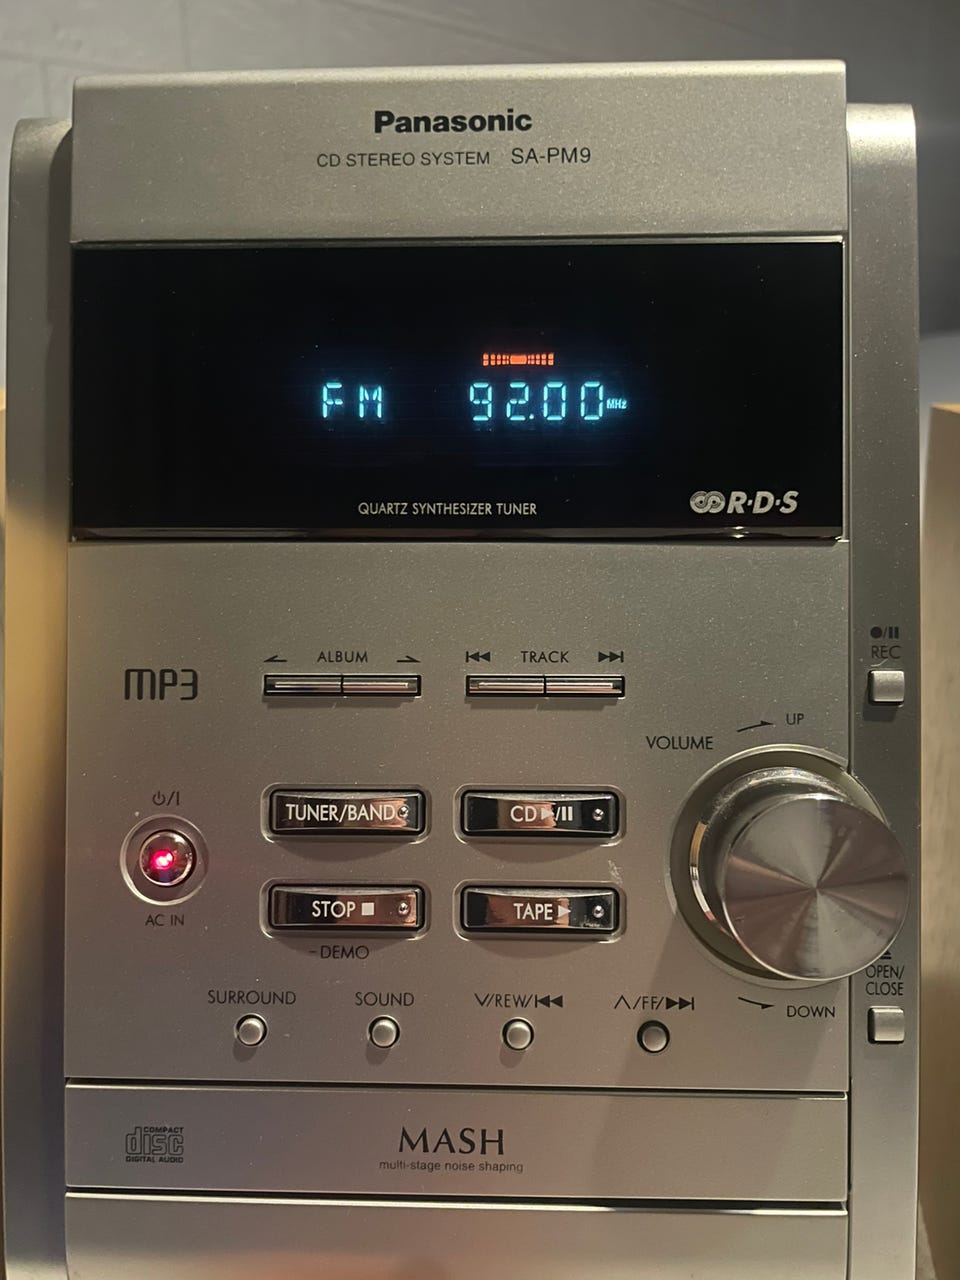 Panasonic
CD STEREO SYSTEM SA-PM9
FM 92.00 MHz
QUARTZ SYNTHESIZER TUNER
R·D·S
●/II
REC
ALBUM
TRACK
MP3
UP
VOLUME
⏻/I
TUNER/BAND
CD ▶/II
AC IN
STOP ■
TAPE ▶
–DEMO
OPEN/
CLOSE
SURROUND
SOUND
∨/REW/I◀◀
∧/FF/▶▶I
DOWN
COMPACT
disc
DIGITAL AUDIO
MASH
multi-stage noise shaping